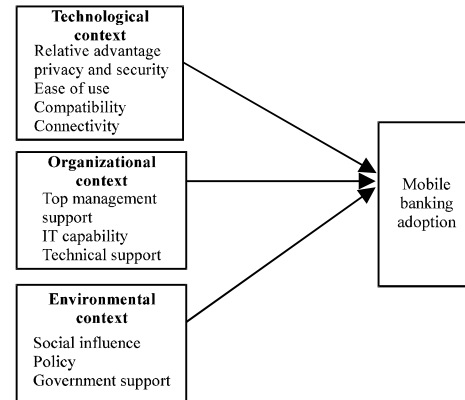 Technological
context
Relative advantage
privacy and security
Ease of use
Compatibility
Connectivity
Organizational
context
Top management
support
IT capability
Technical support
Environmental
context
Social influence
Policy
Government support
Mobile
banking
adoption